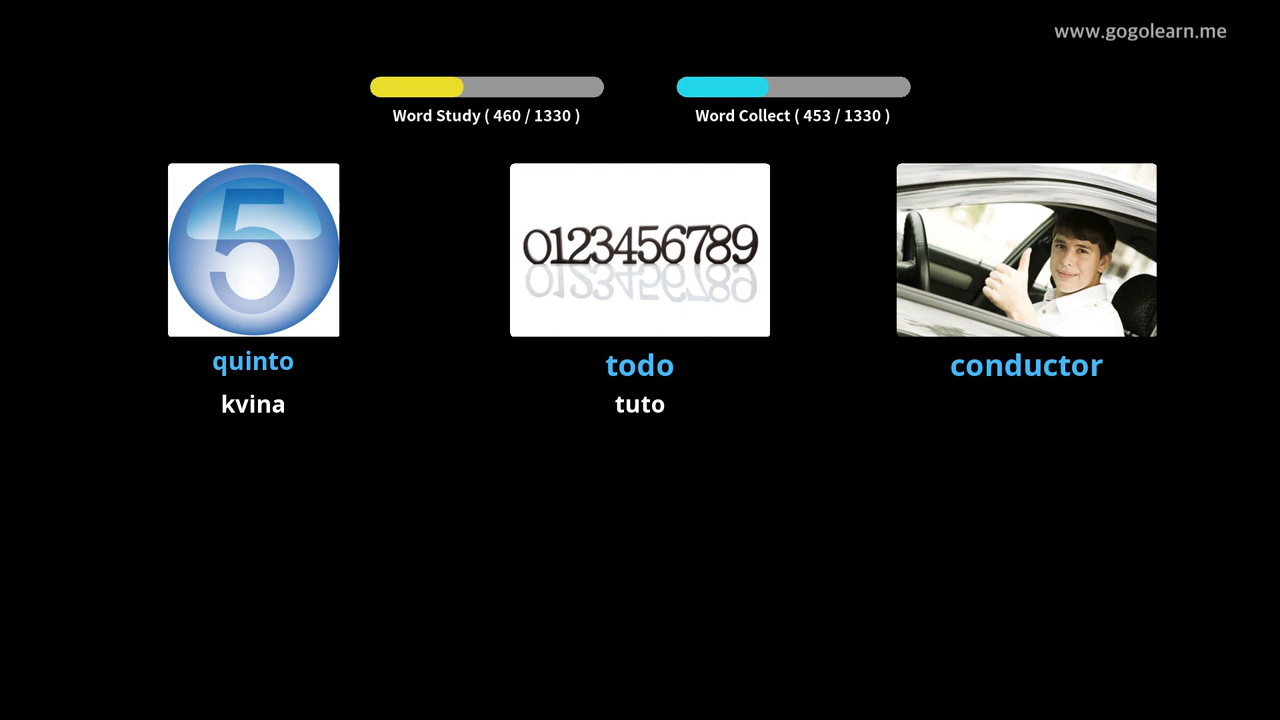 www.gogolearn.me
Word Study ( 460 / 1330 )
Word Collect ( 453 / 1330 )
5
0123456789
quinto
todo
conductor
kvina
tuto